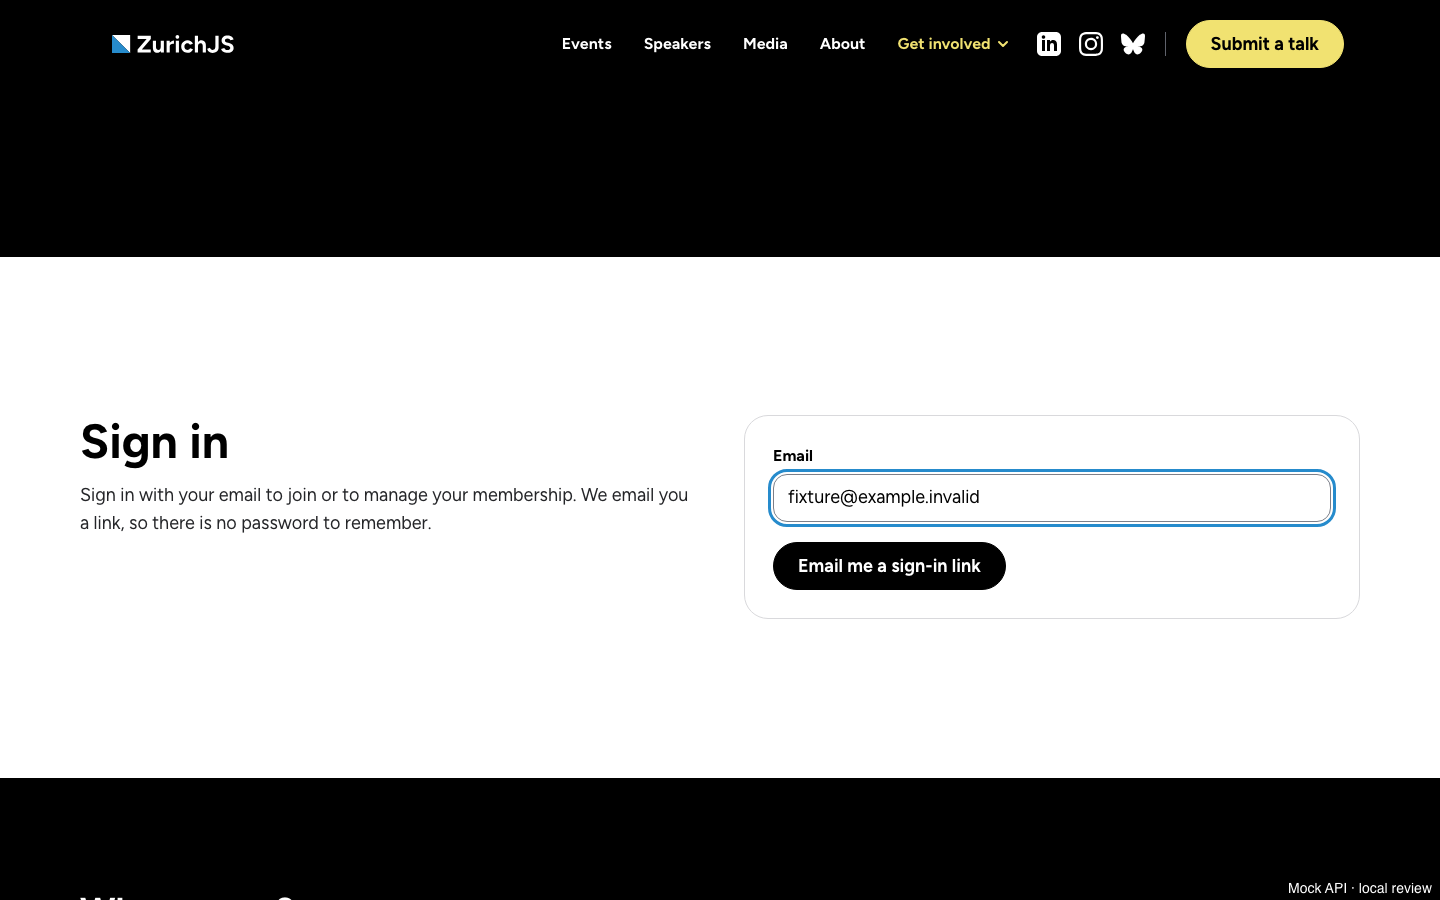 ZurichJS
Events
Speakers
Media
About
Get involved
Submit a talk
Sign in
Sign in with your email to join or to manage your membership. We email you
a link, so there is no password to remember.
Email
fixture@example.invalid
Email me a sign-in link
Mock API · local review